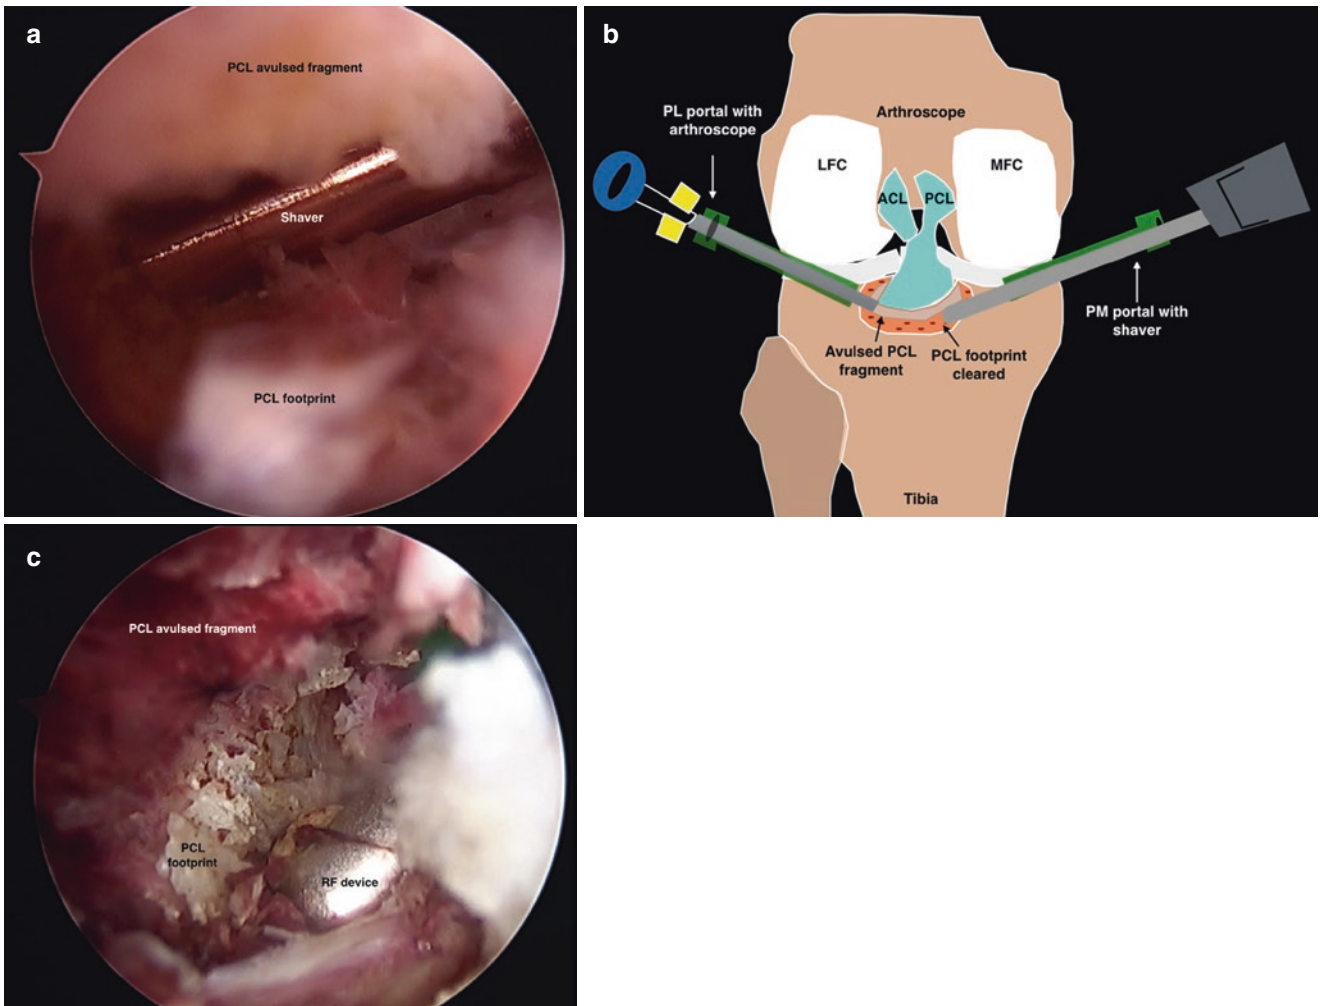 a
PCL avulsed fragment
Shaver
PCL footprint
b
PL portal with
arthroscope
Arthroscope
LFC
MFC
ACL
PCL
PM portal with
shaver
Avulsed PCL
fragment
PCL footprint
cleared
Tibia
c
PCL avulsed fragment
PCL
footprint
RF device